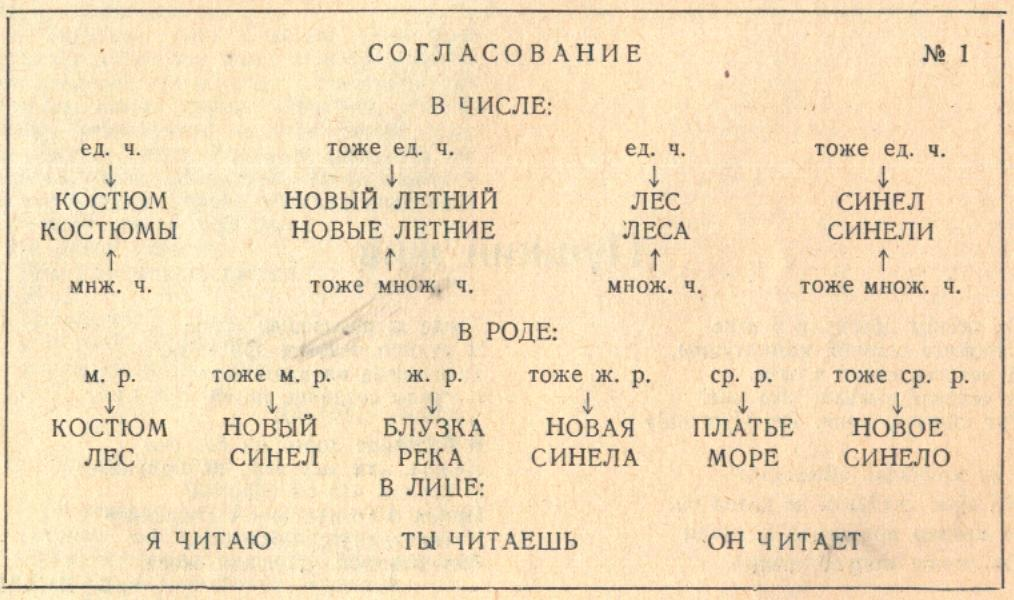 СОГЛАСОВАНИЕ № 1
В ЧИСЛЕ:
ед. ч. тоже ед. ч. ед. ч. тоже ед. ч.
КОСТЮМ НОВЫЙ ЛЕТНИЙ ЛЕС СИНЕЛ
КОСТЮМЫ НОВЫЕ ЛЕТНИЕ ЛЕСА СИНЕЛИ
мнж. ч. тоже множ. ч. множ. ч. тоже множ. ч.
В РОДЕ:
м. р. тоже м. р. ж. р. тоже ж. р. ср. р. тоже ср. р.
КОСТЮМ НОВЫЙ БЛУЗКА НОВАЯ ПЛАТЬЕ НОВОЕ
ЛЕС СИНЕЛ РЕКА СИНЕЛА МОРЕ СИНЕЛО
В ЛИЦЕ:
Я ЧИТАЮ ТЫ ЧИТАЕШЬ ОН ЧИТАЕТ